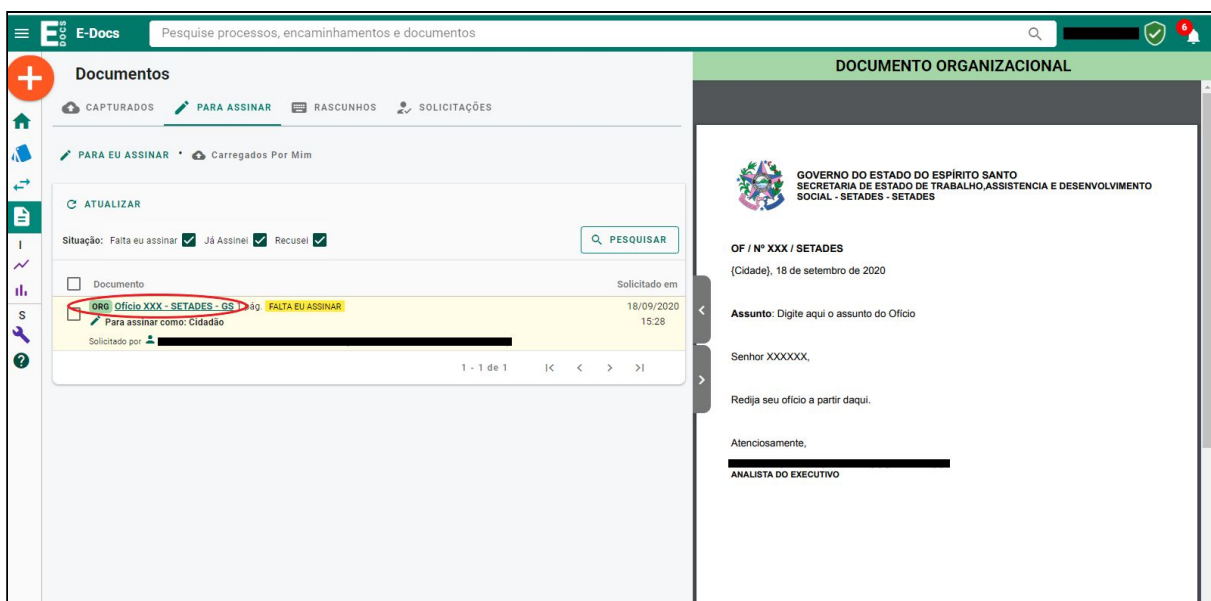 E DOCS E-Docs Pesquise processos, encaminhamentos e documentos 6
Documentos
CAPTURADOS PARA ASSINAR RASCUNHOS SOLICITAÇÕES
PARA EU ASSINAR • Carregados Por Mim
ATUALIZAR
Situação: Falta eu assinar Já Assinei Recusei PESQUISAR
Documento Solicitado em
ORG Ofício XXX - SETADES - GS pág. FALTA EU ASSINAR 18/09/2020
Para assinar como: Cidadão 15:28
Solicitado por
1 - 1 de 1
I
S
DOCUMENTO ORGANIZACIONAL
GOVERNO DO ESTADO DO ESPÍRITO SANTO
SECRETARIA DE ESTADO DE TRABALHO,ASSISTENCIA E DESENVOLVIMENTO
SOCIAL - SETADES - SETADES
OF / Nº XXX / SETADES
{Cidade}, 18 de setembro de 2020
Assunto: Digite aqui o assunto do Ofício
Senhor XXXXXX,
Redija seu ofício a partir daqui.
Atenciosamente,
ANALISTA DO EXECUTIVO